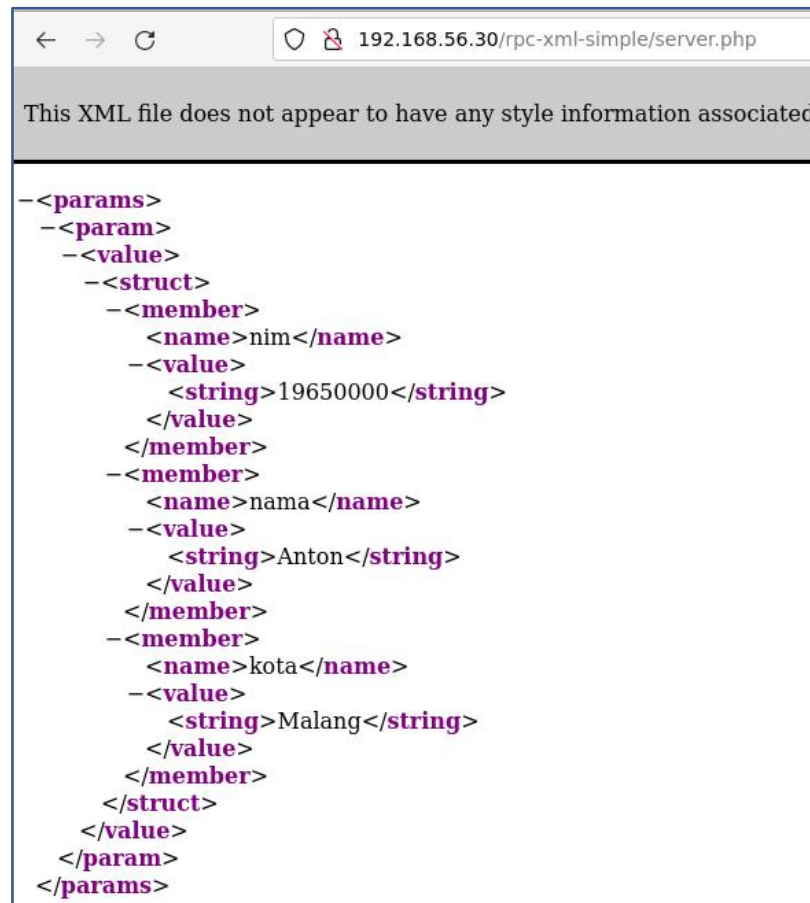 192.168.56.30/rpc-xml-simple/server.php
This XML file does not appear to have any style information associated
−<params>
−<param>
−<value>
−<struct>
−<member>
<name>nim</name>
−<value>
<string>19650000</string>
</value>
</member>
−<member>
<name>nama</name>
−<value>
<string>Anton</string>
</value>
</member>
−<member>
<name>kota</name>
−<value>
<string>Malang</string>
</value>
</member>
</struct>
</value>
</param>
</params>